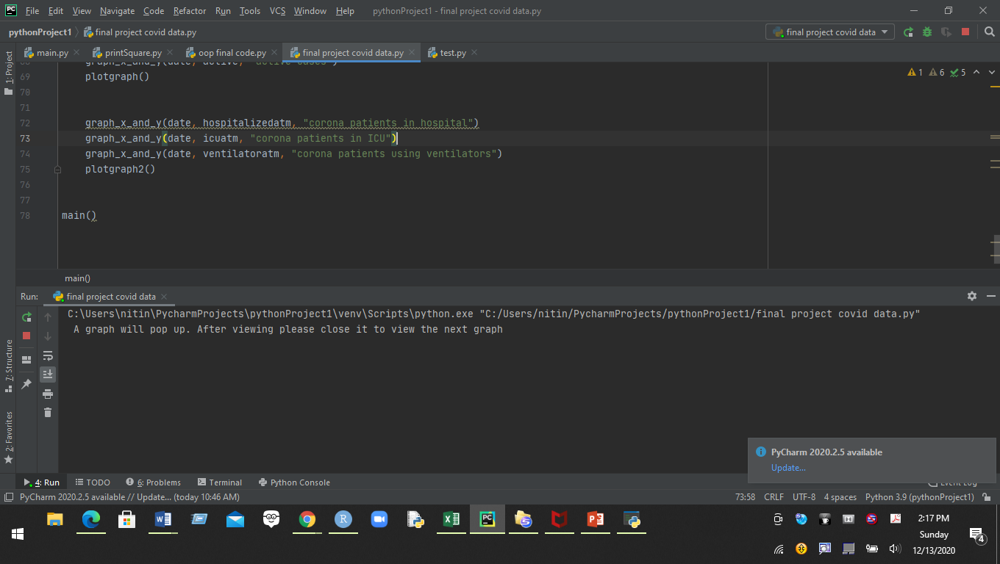 PC File Edit View Navigate Code Refactor Run Tools VCS Window Help pythonProject1 - final project covid data.py
pythonProject1 final project covid data.py final project covid data
main.py printSquare.py oop final code.py final project covid data.py test.py
1: Project
graph_x_and_y(date, active, "active cases")
1 6 5
69 plotgraph()
70
71
72 graph_x_and_y(date, hospitalizedatm, "corona patients in hospital")
73 graph_x_and_y(date, icuatm, "corona patients in ICU")
74 graph_x_and_y(date, ventilatoratm, "corona patients using ventilators")
75 plotgraph2()
76
77
78 main()
main()
Run: final project covid data
C:\Users\nitin\PycharmProjects\pythonProject1\venv\Scripts\python.exe "C:/Users/nitin/PycharmProjects/pythonProject1/final project covid data.py"
A graph will pop up. After viewing please close it to view the next graph
7: Structure
2: Favorites
PyCharm 2020.2.5 available
Update...
4: Run TODO 6: Problems Terminal Python Console Event Log
PyCharm 2020.2.5 available // Update... (today 10:46 AM) 73:58 CRLF UTF-8 4 spaces Python 3.9 (pythonProject1)
2:17 PM
Sunday
12/13/2020
4